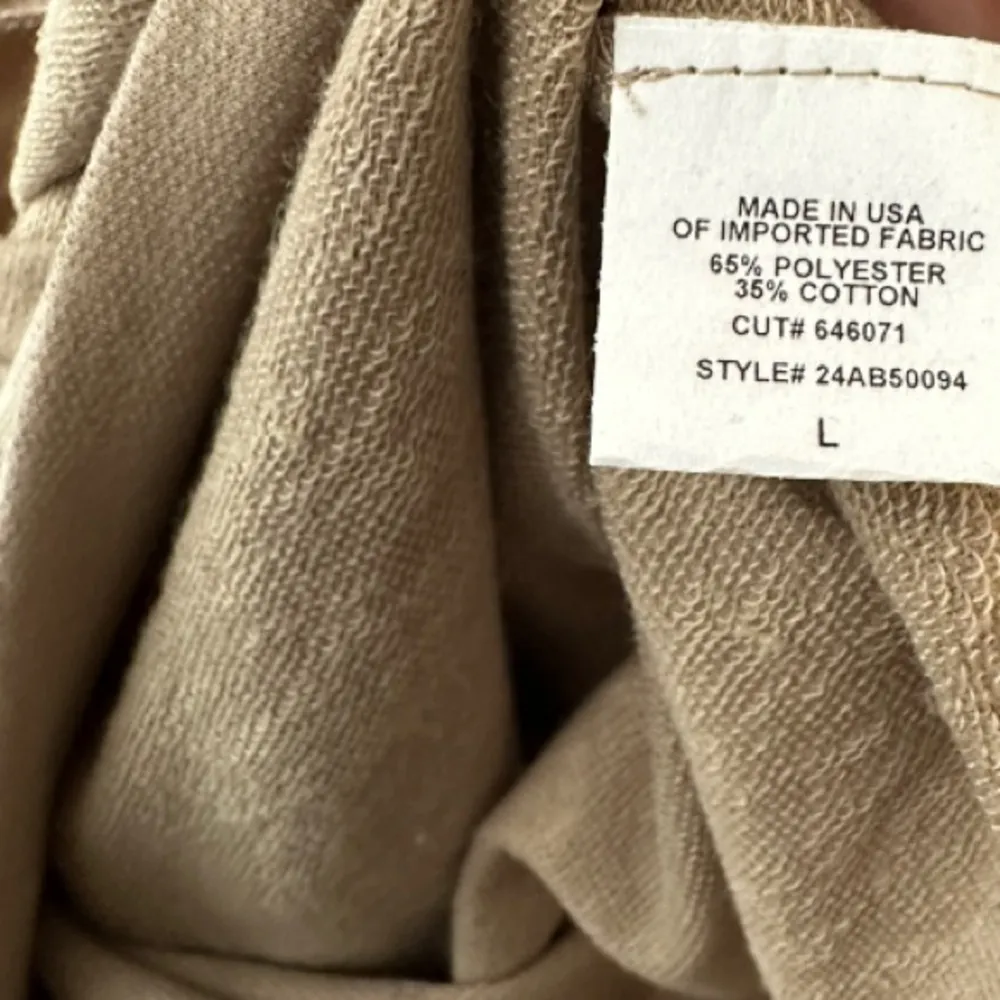 MADE IN USA
OF IMPORTED FABRIC
65% POLYESTER
35% COTTON
CUT# 646071
STYLE# 24AB50094
L